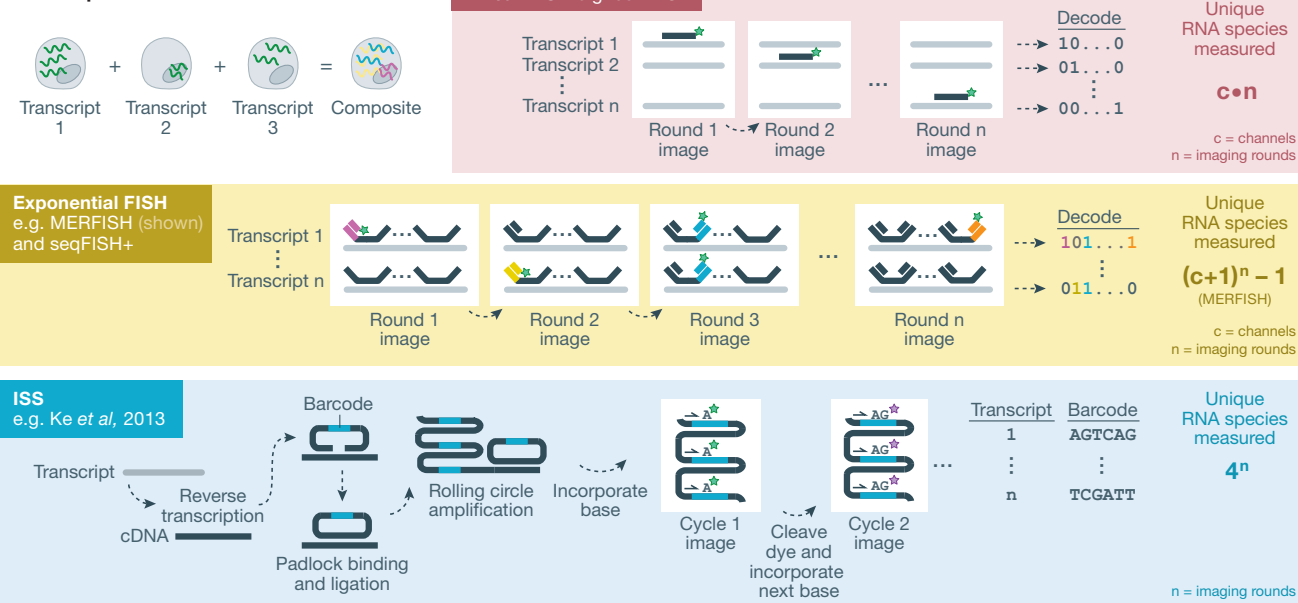 Transcript 1
Transcript 2
Transcript 3
Composite
+
+
=
Transcript 1
Transcript 2
⋮
Transcript n
Round 1 image
Round 2 image
...
Round n image
Decode
10...0
01...0
⋮
00...1
Unique
RNA species
measured
c•n
c = channels
n = imaging rounds
Exponential FISH
e.g. MERFISH (shown)
and seqFISH+
Transcript 1
⋮
Transcript n
Round 1 image
Round 2 image
Round 3 image
...
Round n image
Decode
101...1
⋮
011...0
Unique
RNA species
measured
(c+1)ⁿ – 1
(MERFISH)
c = channels
n = imaging rounds
ISS
e.g. Ke et al, 2013
Transcript
Reverse
transcription
cDNA
Barcode
Padlock binding
and ligation
Rolling circle
amplification
Incorporate
base
A
A
A
Cycle 1
image
Cleave
dye and
incorporate
next base
AG
AG
AG
Cycle 2
image
...
Transcript Barcode
1 AGTCAG
⋮ ⋮
n TCGATT
Unique
RNA species
measured
4ⁿ
n = imaging rounds